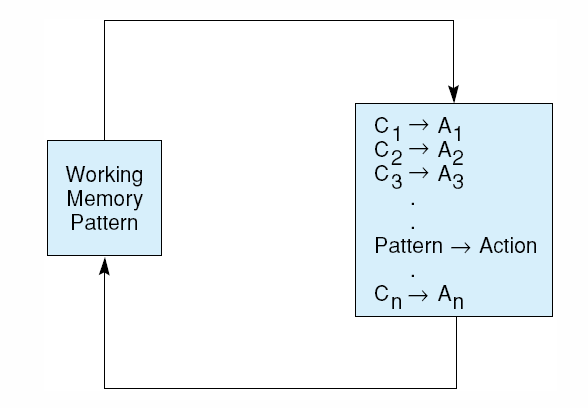 Working
Memory
Pattern
C1 → A1
C2 → A2
C3 → A3
.
.
Pattern → Action
.
Cn → An